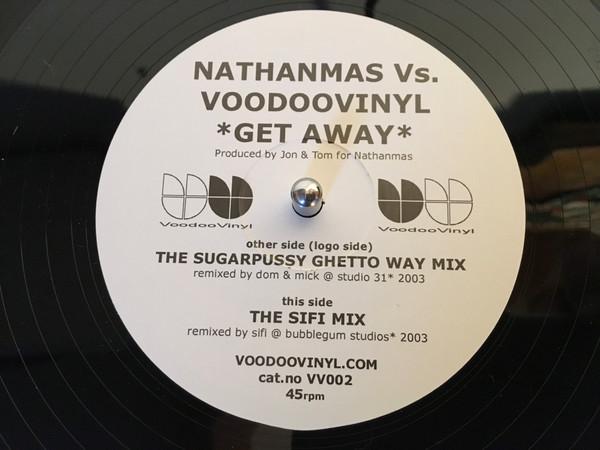 NATHANMAS Vs.
VOODOOVINYL
*GET AWAY*
Produced by Jon & Tom for Nathanmas
VoodooVinyl
VoodooVinyl
other side (logo side)
THE SUGARPUSSY GHETTO WAY MIX
remixed by dom & mick @ studio 31* 2003
this side
THE SIFI MIX
remixed by sifi @ bubblegum studios* 2003
VOODOOVINYL.COM
cat.no VV002
45rpm